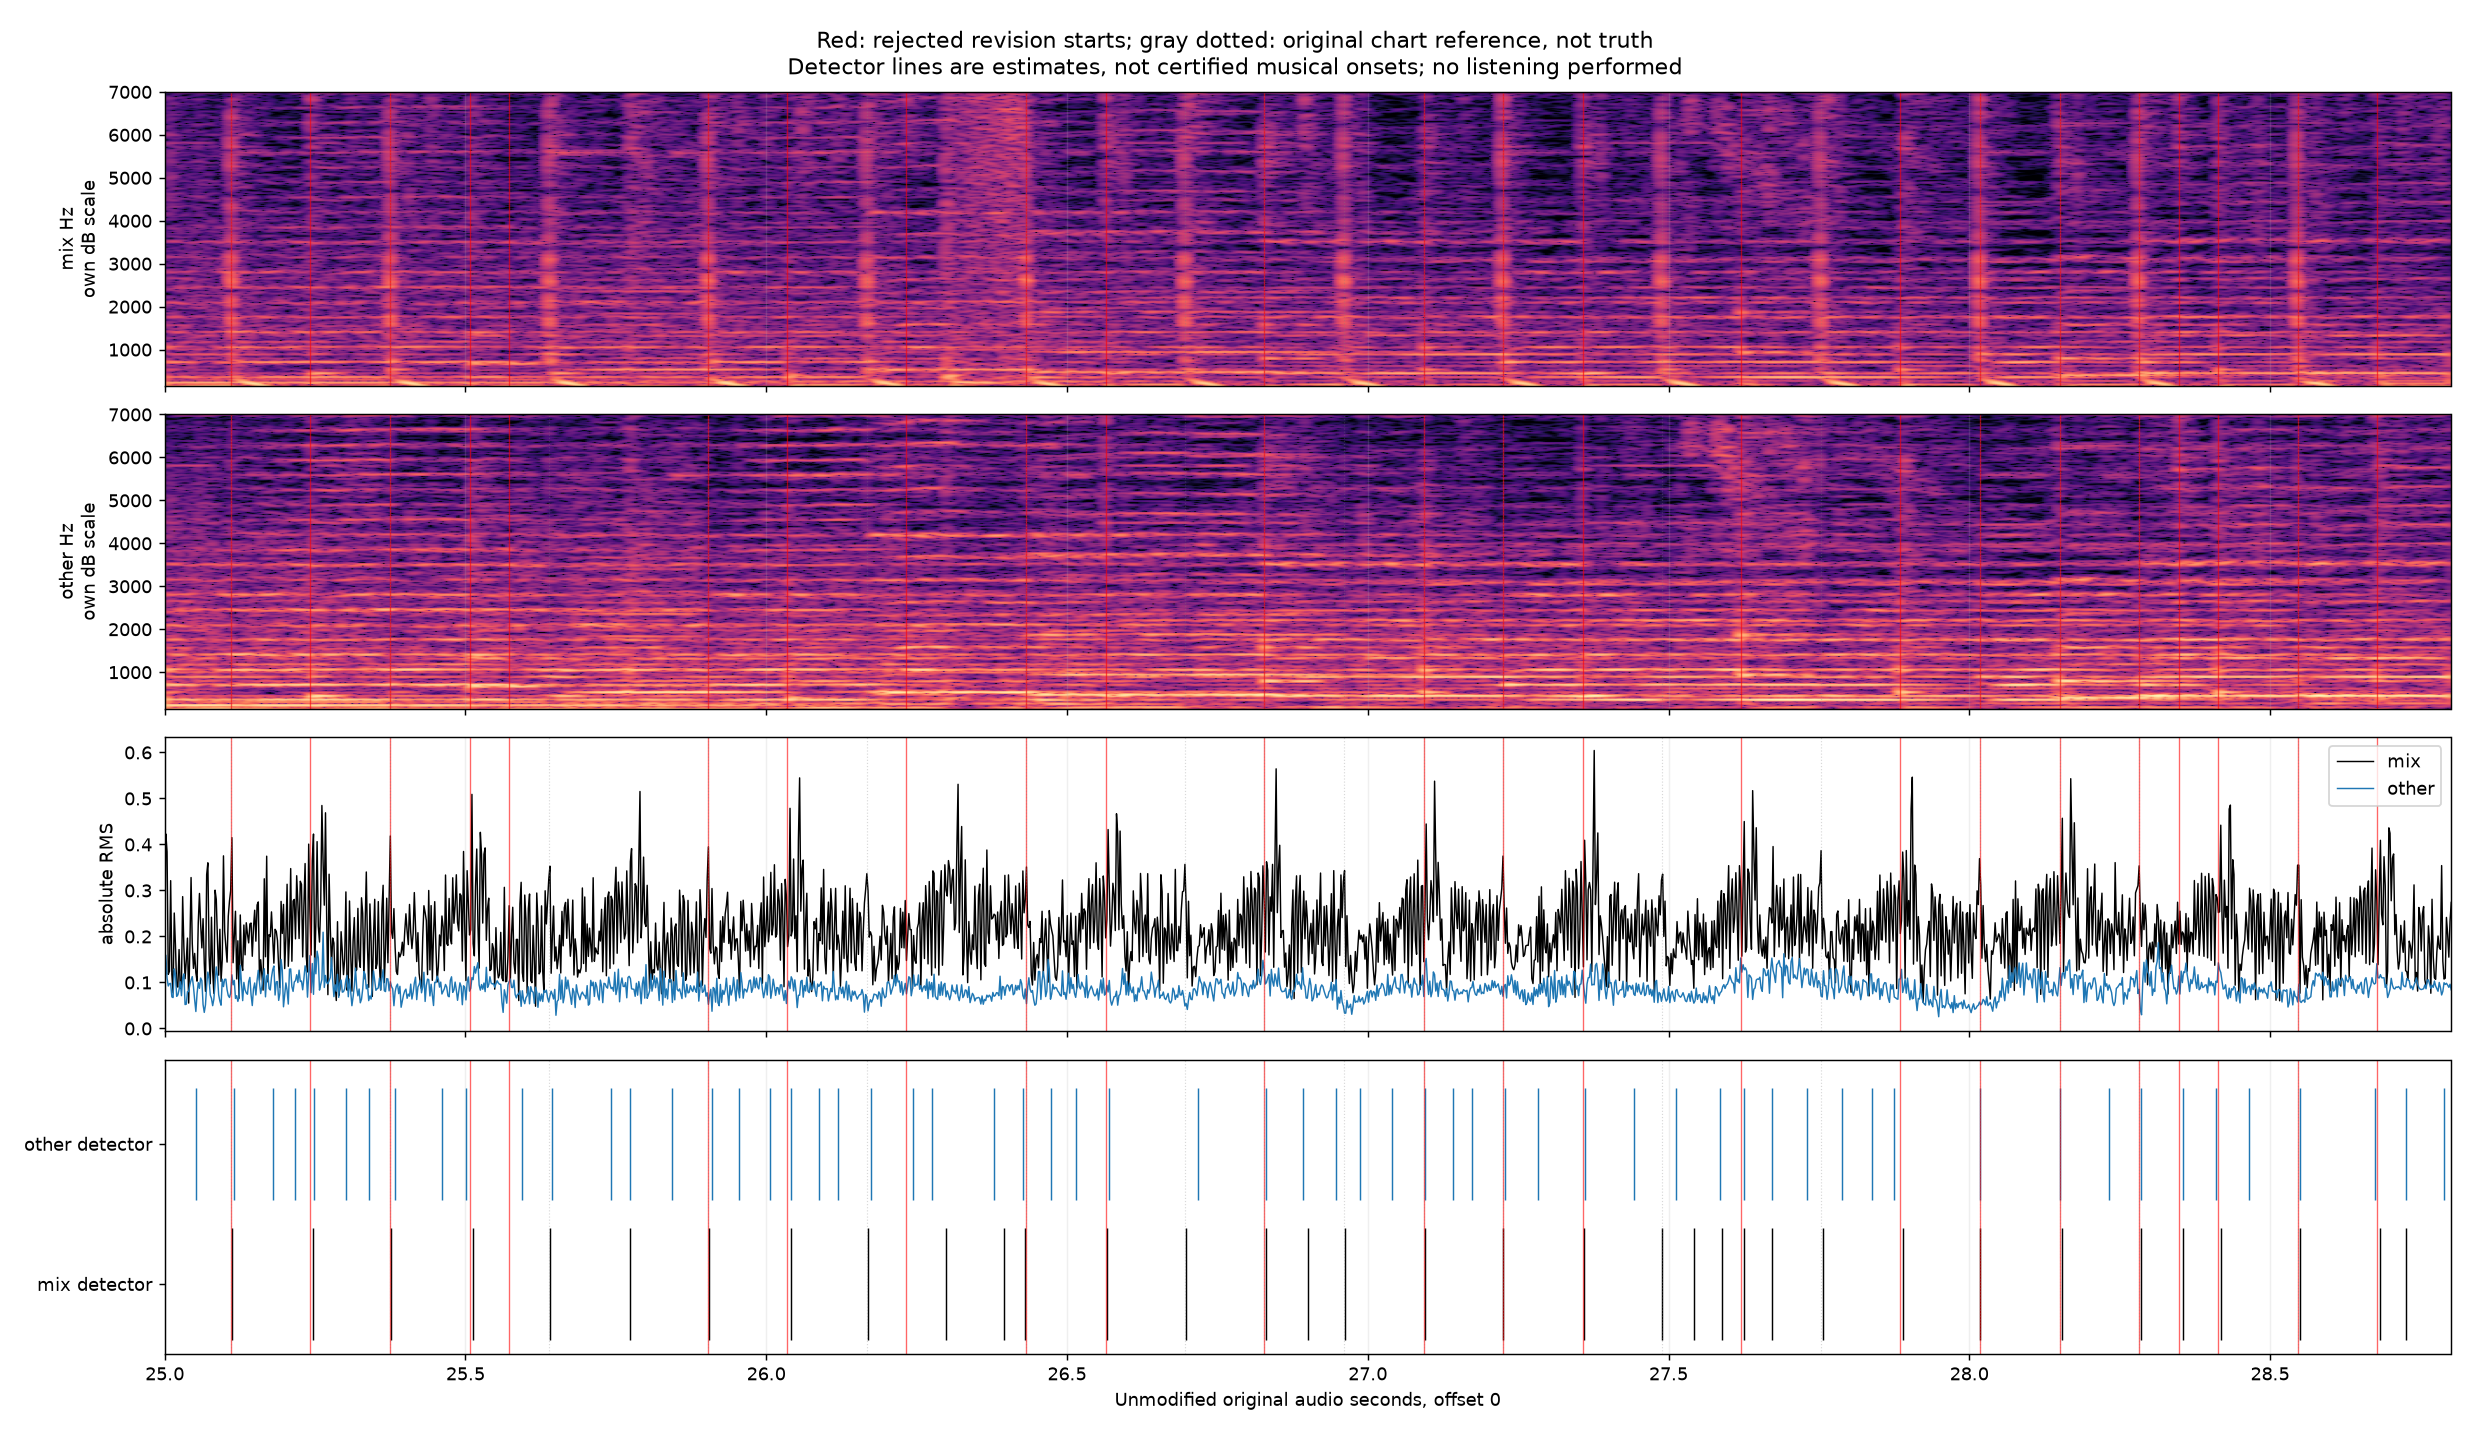 Red: rejected revision starts; gray dotted: original chart reference, not truth
Detector lines are estimates, not certified musical onsets; no listening performed
7000
6000
5000
4000
3000
2000
1000
mix Hz
own dB scale
7000
6000
5000
4000
3000
2000
1000
other Hz
own dB scale
0.6
0.5
0.4
0.3
0.2
0.1
0.0
absolute RMS
mix
other
other detector
mix detector
25.0 25.5 26.0 26.5 27.0 27.5 28.0 28.5
Unmodified original audio seconds, offset 0